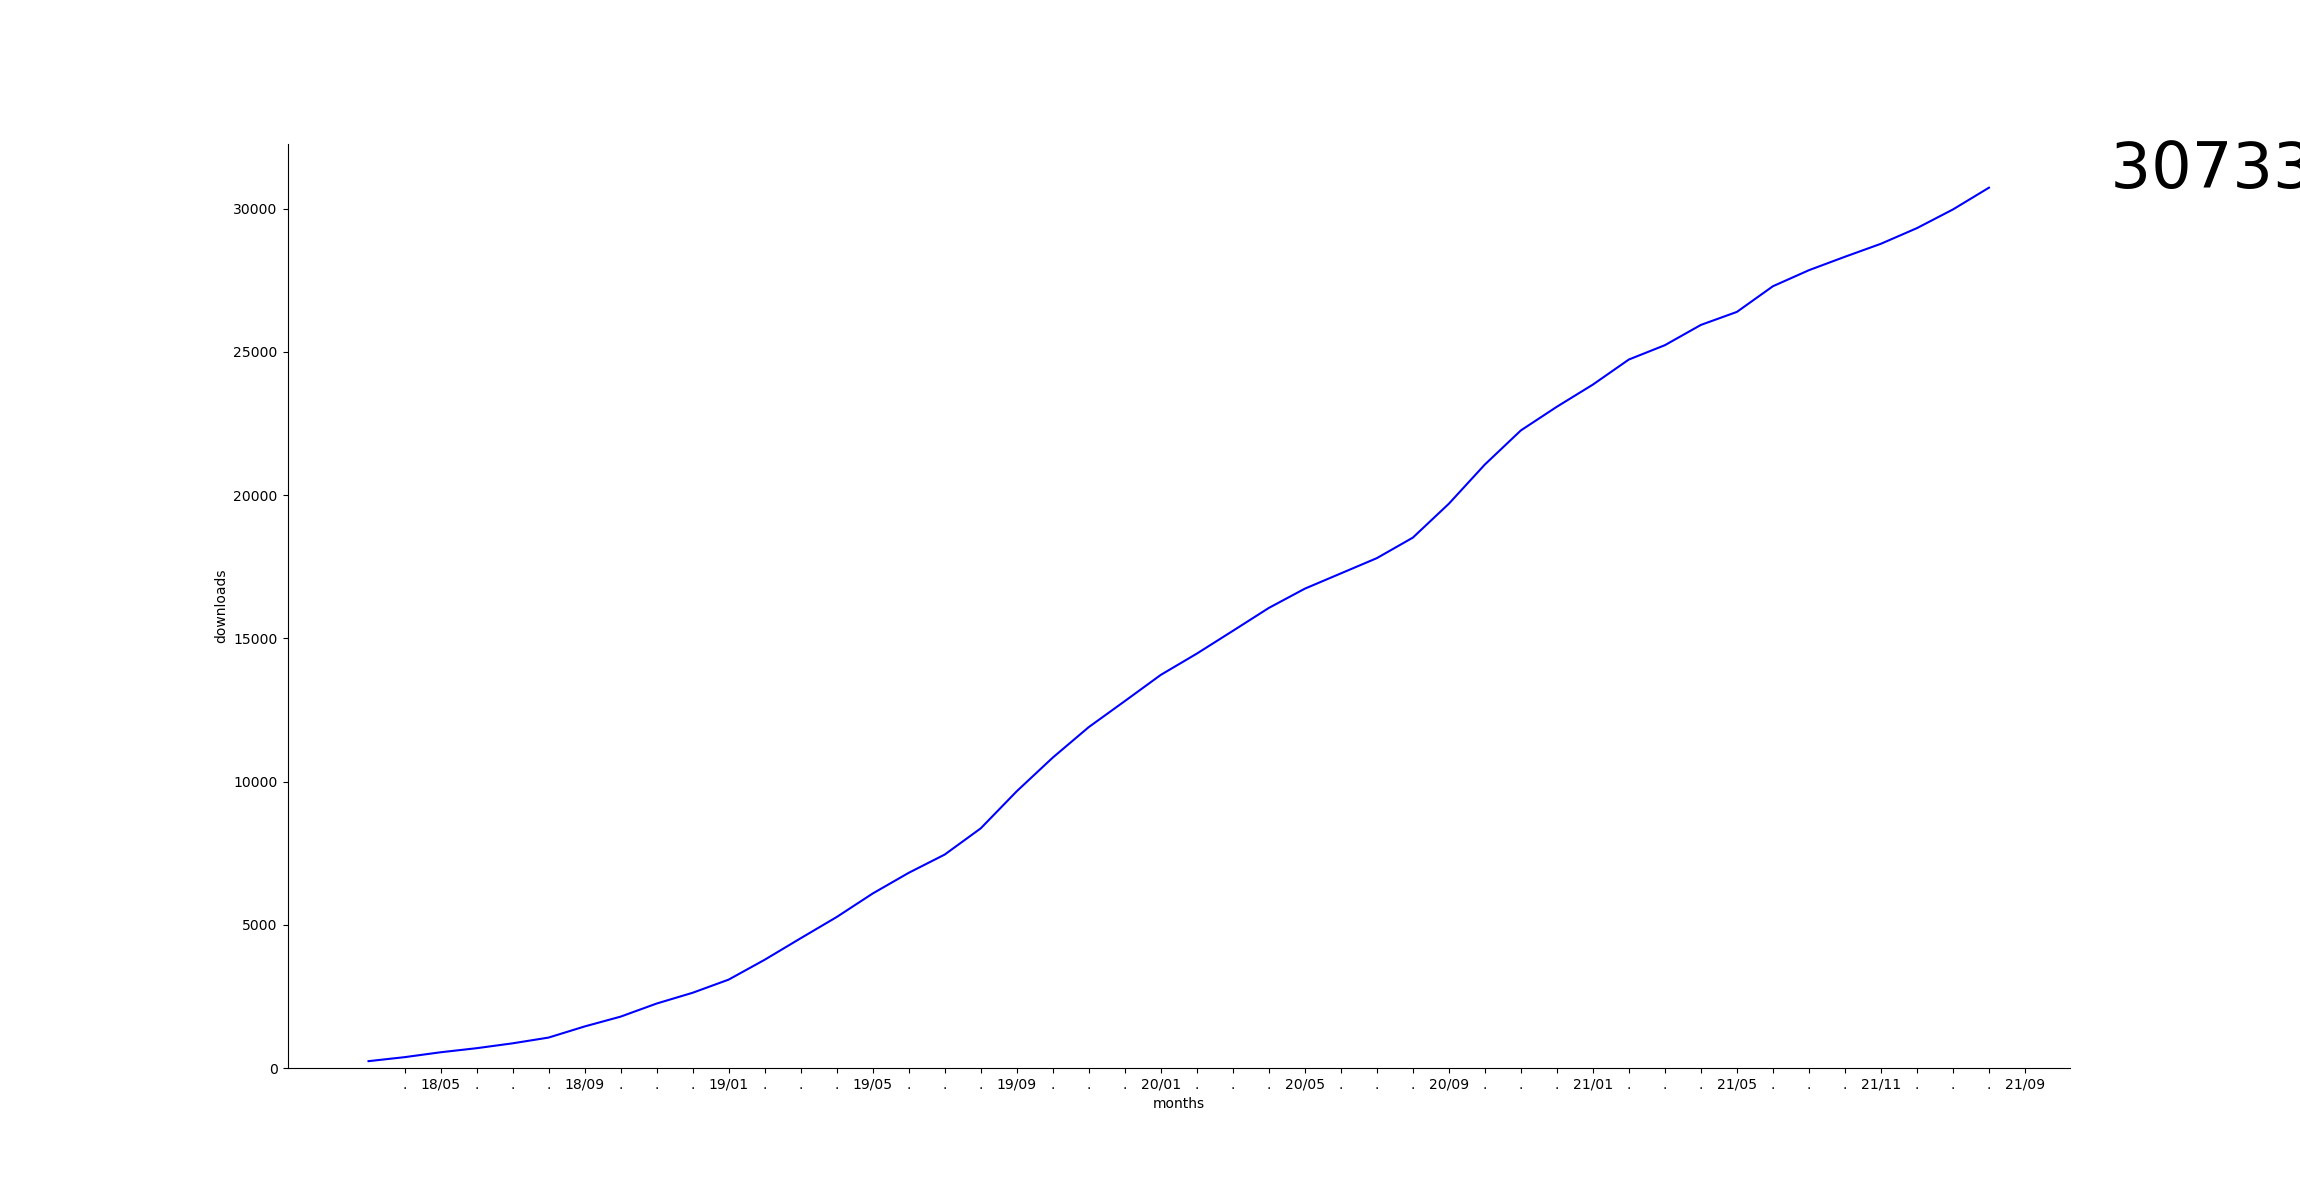 30733
30000
25000
20000
15000
10000
5000
0
downloads
. 18/05 . . . 18/09 . . . 19/01 . . . 19/05 . . . 19/09 . . . 20/01 . . . 20/05 . . . 20/09 . . . 21/01 . . . 21/05 . . . 21/11 . . . 21/09
months